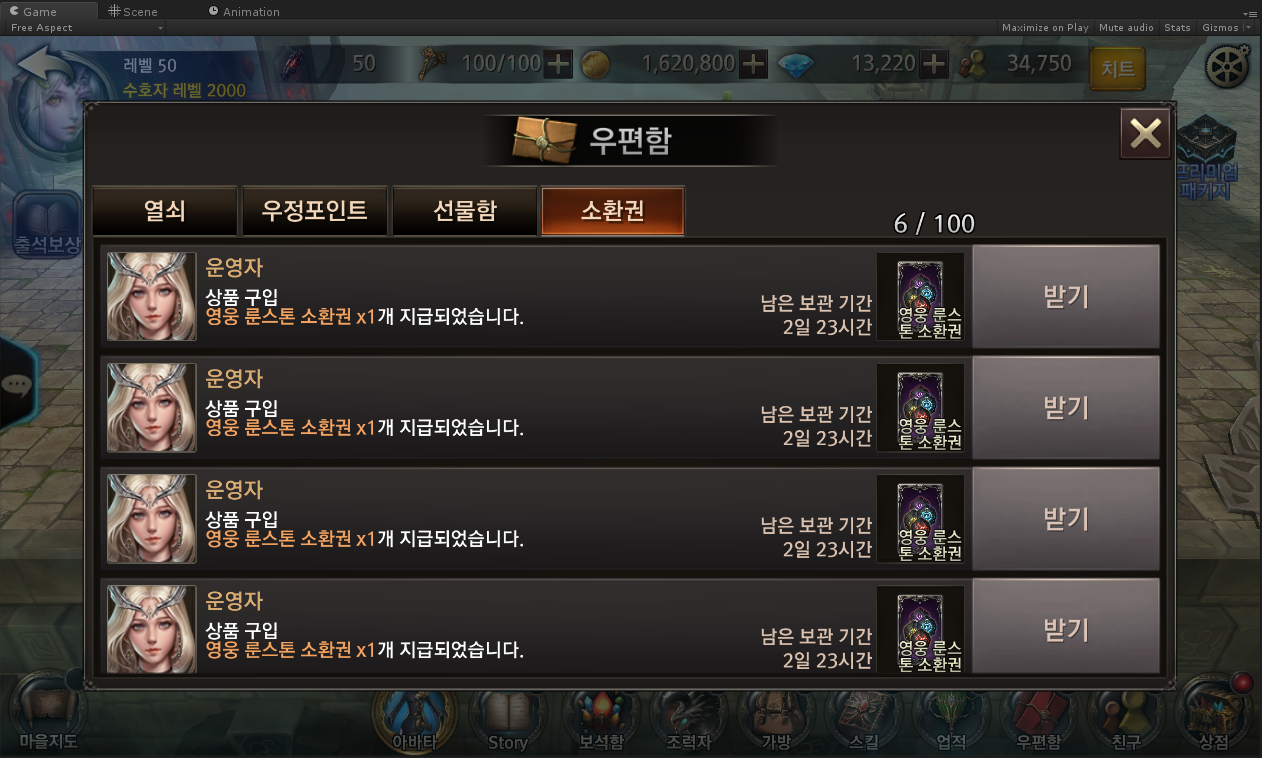 Game
Scene
Animation
Free Aspect
Maximize on Play
Mute audio
Stats
Gizmos
레벨 50
수호자 레벨 2000
50
100/100
1,620,800
13,220
34,750
치트
우편함
프리미엄
패키지
출석보상
열쇠
우정포인트
선물함
소환권
6 / 100
운영자
상품 구입
영웅 룬스톤 소환권 x1개 지급되었습니다.
남은 보관 기간
2일 23시간
영웅 룬스
톤 소환권
받기
운영자
상품 구입
영웅 룬스톤 소환권 x1개 지급되었습니다.
남은 보관 기간
2일 23시간
영웅 룬스
톤 소환권
받기
운영자
상품 구입
영웅 룬스톤 소환권 x1개 지급되었습니다.
남은 보관 기간
2일 23시간
영웅 룬스
톤 소환권
받기
운영자
상품 구입
영웅 룬스톤 소환권 x1개 지급되었습니다.
남은 보관 기간
2일 23시간
영웅 룬스
톤 소환권
받기
마을지도
아바타
Story
보석함
조력자
가방
스킬
업적
우편함
친구
상점